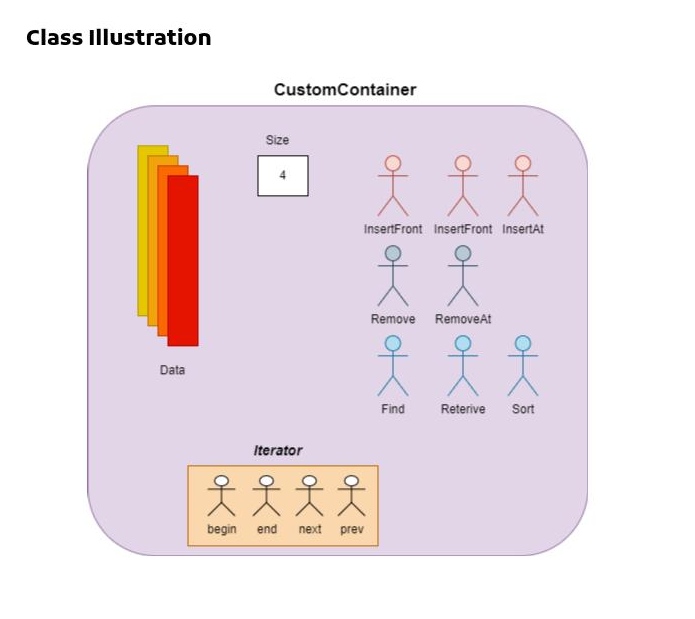 Class Illustration
CustomContainer
Size
4
InsertFront InsertFront InsertAt
Remove RemoveAt
Data
Find Reterive Sort
Iterator
begin end next prev